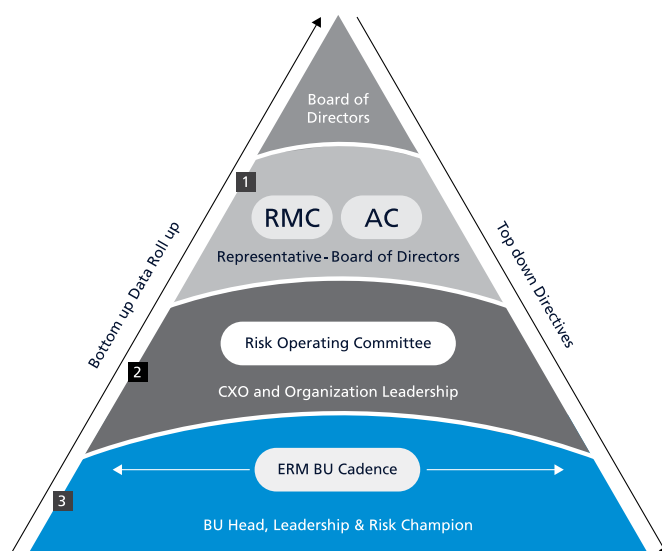 Board of
Directors
1
RMC
AC
Representative-Board of Directors
Bottom up Data Roll up
Top down Directives
Risk Operating Committee
2
CXO and Organization Leadership
ERM BU Cadence
3
BU Head, Leadership & Risk Champion